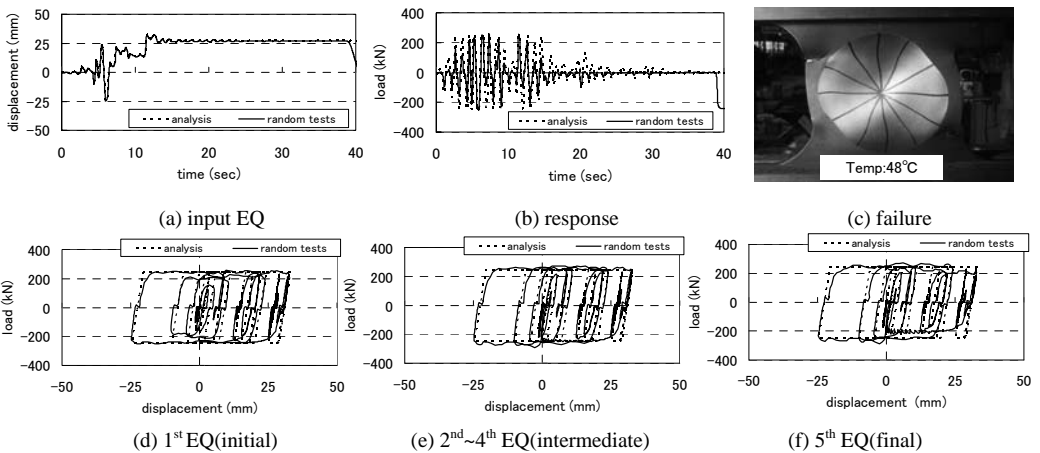 displacement (mm)
50
25
0
−25
−50
analysis
random tests
0
10
20
30
40
time (sec)
(a) input EQ
load (kN)
400
200
0
−200
−400
analysis
random tests
0
10
20
30
40
time (sec)
(b) response
Temp:48℃
(c) failure
load (kN)
400
200
0
−200
−400
analysis
random tests
−50
−25
0
25
50
displacement (mm)
(d) 1st EQ(initial)
load (kN)
400
200
0
−200
−400
analysis
random tests
−50
−25
0
25
50
displacement (mm)
(e) 2nd~4th EQ(intermediate)
load (kN)
400
200
0
−200
−400
analysis
random tests
−50
−25
0
25
50
displacement (mm)
(f) 5th EQ(final)